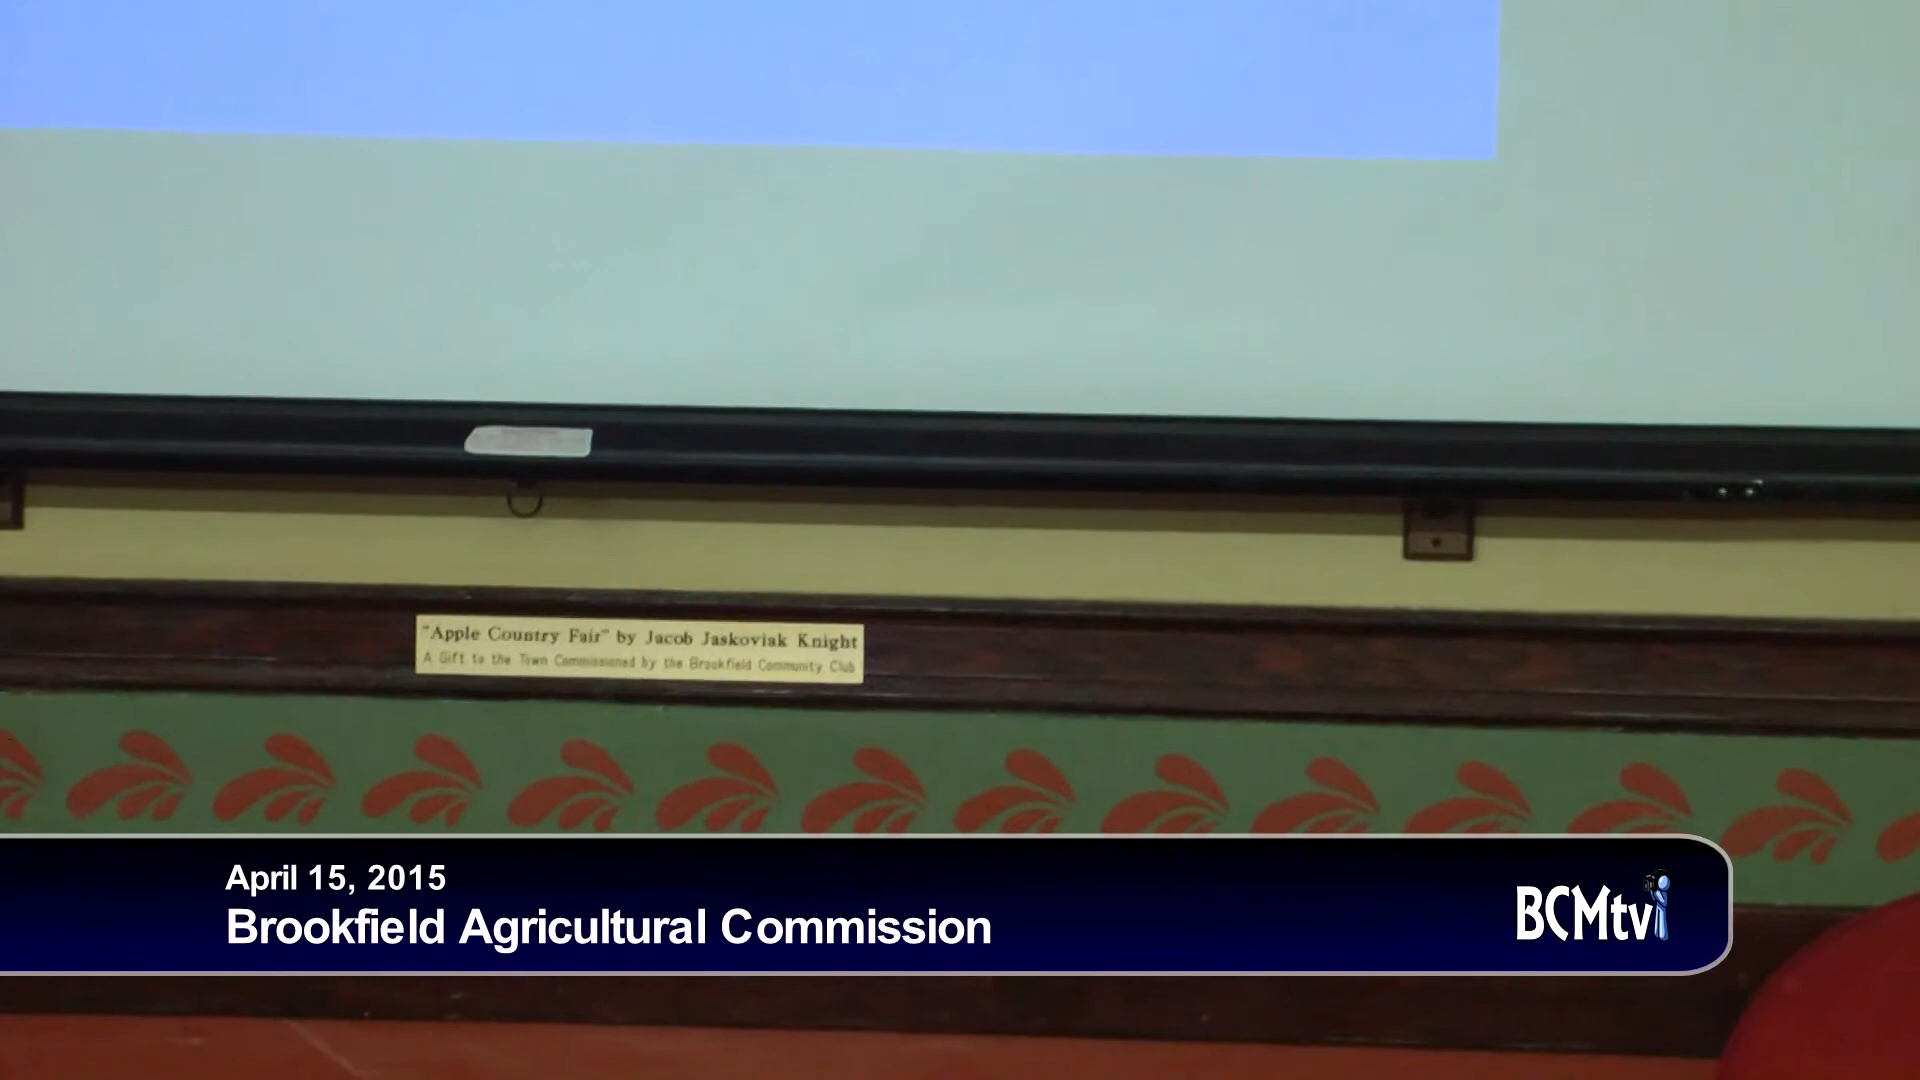 "Apple Country Fair" by Jacob Jaskoviak Knight
A Gift to the Town Commissioned by the Brookfield Community Club
April 15, 2015
Brookfield Agricultural Commission
BCMtv